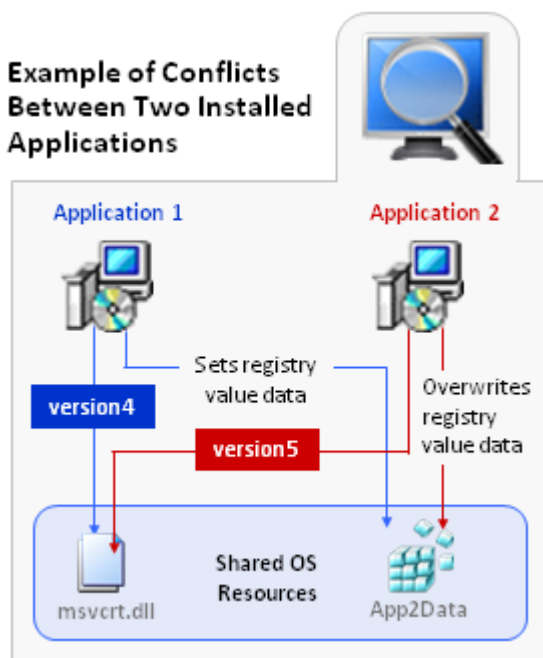 Example of Conflicts
Between Two Installed
Applications
Application 1
Application 2
Sets registry
value data
Overwrites
registry
value data
version4
version5
Shared OS
Resources
msvcrt.dll
App2Data